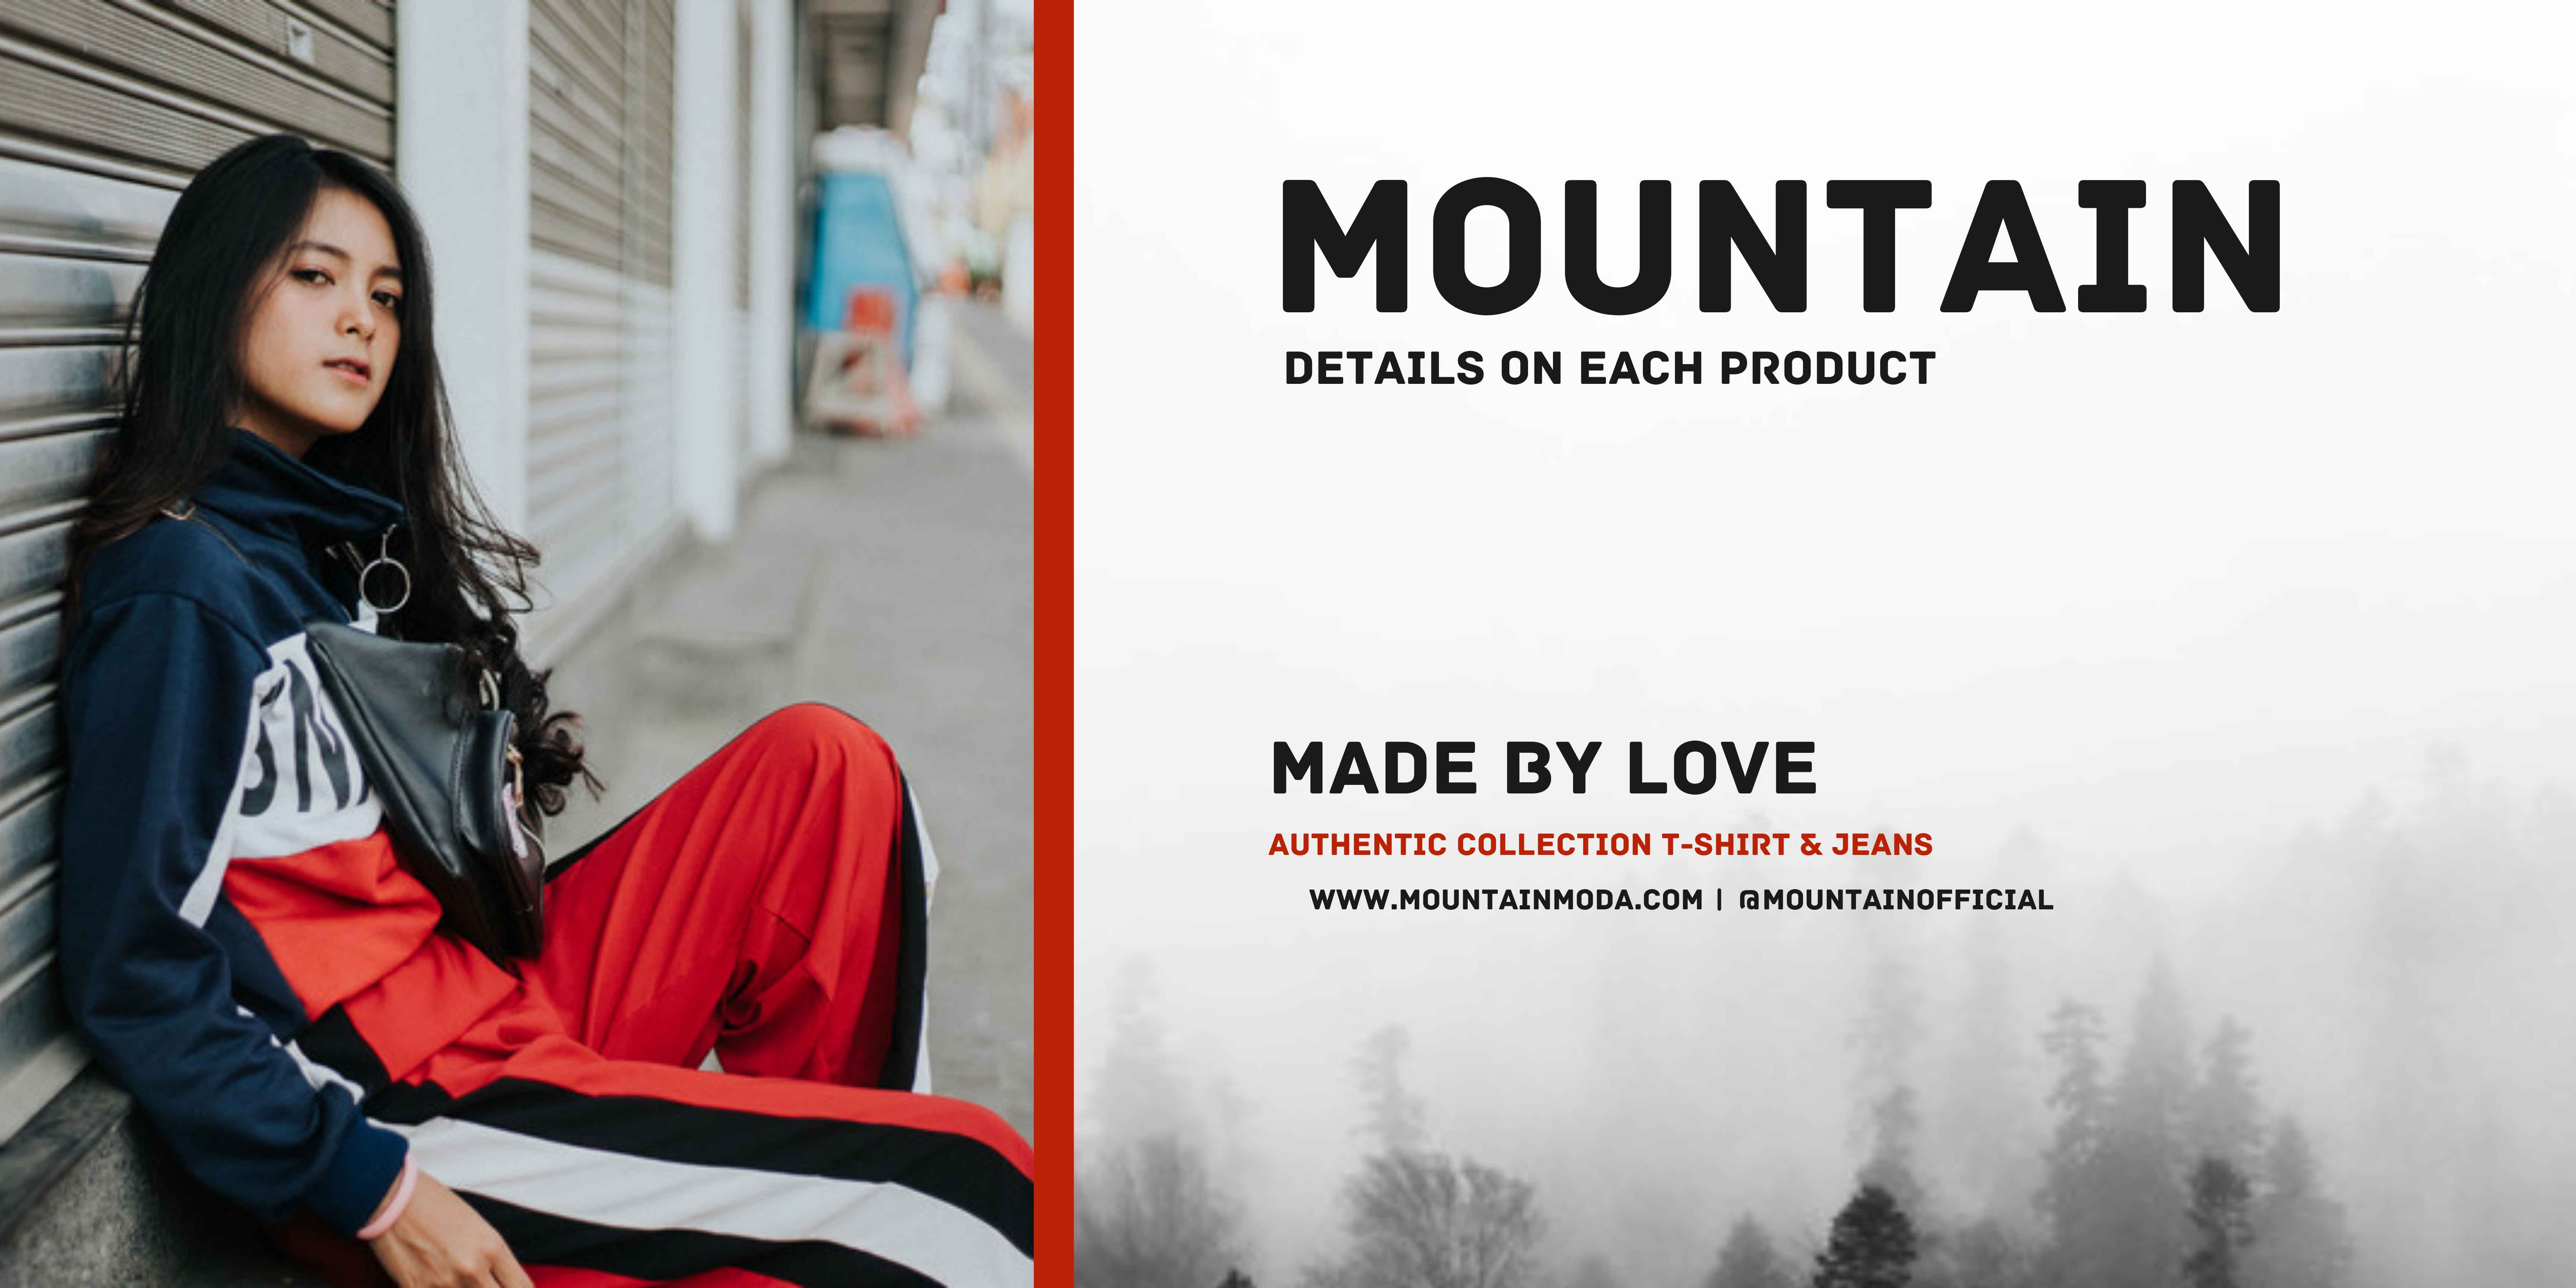 MOUNTAIN
DETAILS ON EACH PRODUCT
MADE BY LOVE
AUTHENTIC COLLECTION T-SHIRT & JEANS
WWW.MOUNTAINMODA.COM | @MOUNTAINOFFICIAL